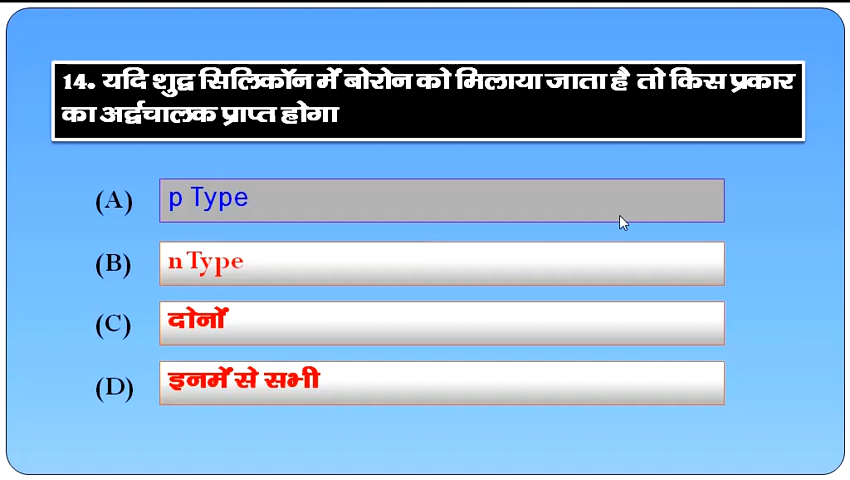 14. यदि शुद्ध सिलिकॉन में बोरोन को मिलाया जाता है तो किस प्रकार
का अर्द्धचालक प्राप्त होगा
(A) p Type
(B) n Type
(C) दोनों
(D) इनमें से सभी